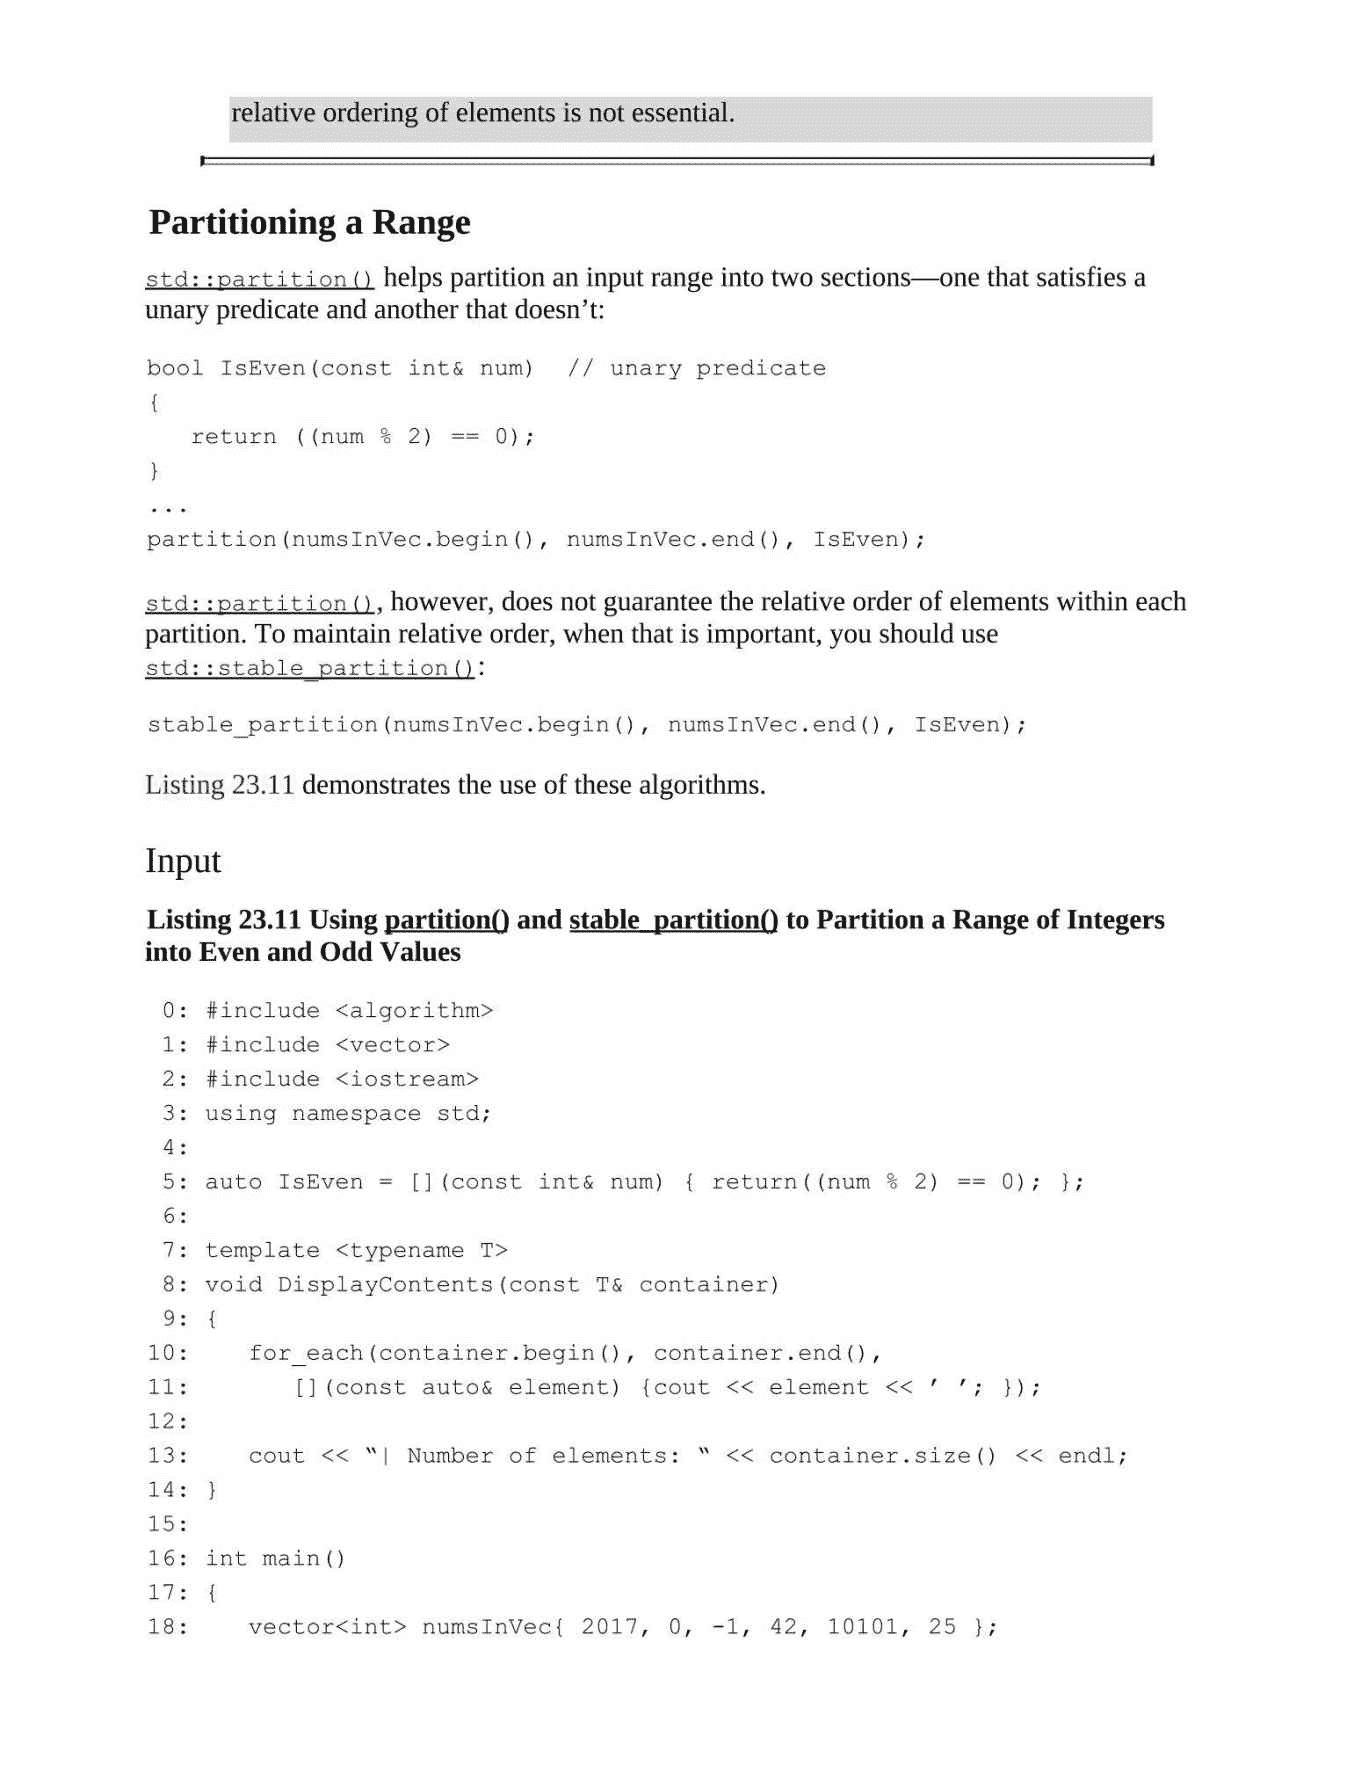 relative ordering of elements is not essential.
Partitioning a Range
std::partition() helps partition an input range into two sections—one that satisfies a
unary predicate and another that doesn’t:
bool IsEven(const int& num)  // unary predicate
{
   return ((num % 2) == 0);
}
...
partition(numsInVec.begin(), numsInVec.end(), IsEven);
std::partition(), however, does not guarantee the relative order of elements within each
partition. To maintain relative order, when that is important, you should use
std::stable_partition():
stable_partition(numsInVec.begin(), numsInVec.end(), IsEven);
Listing 23.11 demonstrates the use of these algorithms.
Input
Listing 23.11 Using partition() and stable_partition() to Partition a Range of Integers
into Even and Odd Values
0: #include <algorithm>
1: #include <vector>
2: #include <iostream>
3: using namespace std;
4:
5: auto IsEven = [](const int& num) { return((num % 2) == 0); };
6:
7: template <typename T>
8: void DisplayContents(const T& container)
9: {
10:    for_each(container.begin(), container.end(),
11:       [](const auto& element) {cout << element << ’ ’; });
12:
13:    cout << “| Number of elements: “ << container.size() << endl;
14: }
15:
16: int main()
17: {
18:    vector<int> numsInVec{ 2017, 0, -1, 42, 10101, 25 };